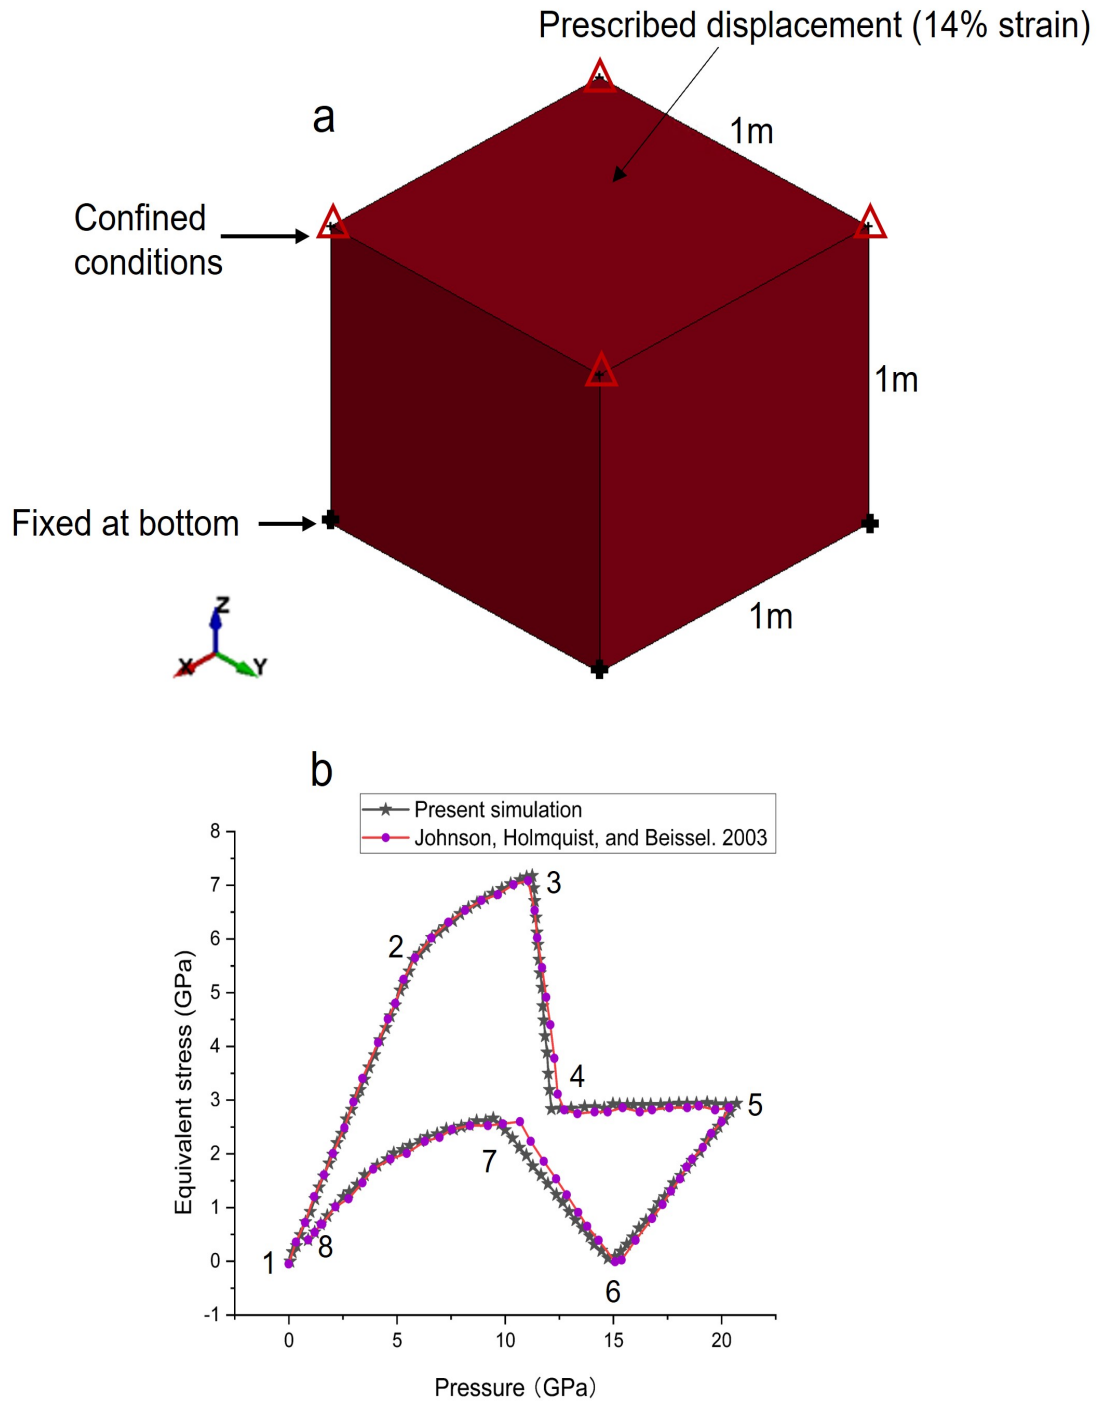 Prescribed displacement (14% strain)
a
1m
Confined
conditions
1m
Fixed at bottom
1m
Z
X
Y
b
Present simulation
Johnson, Holmquist, and Beissel. 2003
8
7
6
5
4
3
2
1
0
-1
Equivalent stress (GPa)
3
2
4
5
7
8
1
6
0
5
10
15
20
Pressure (GPa)